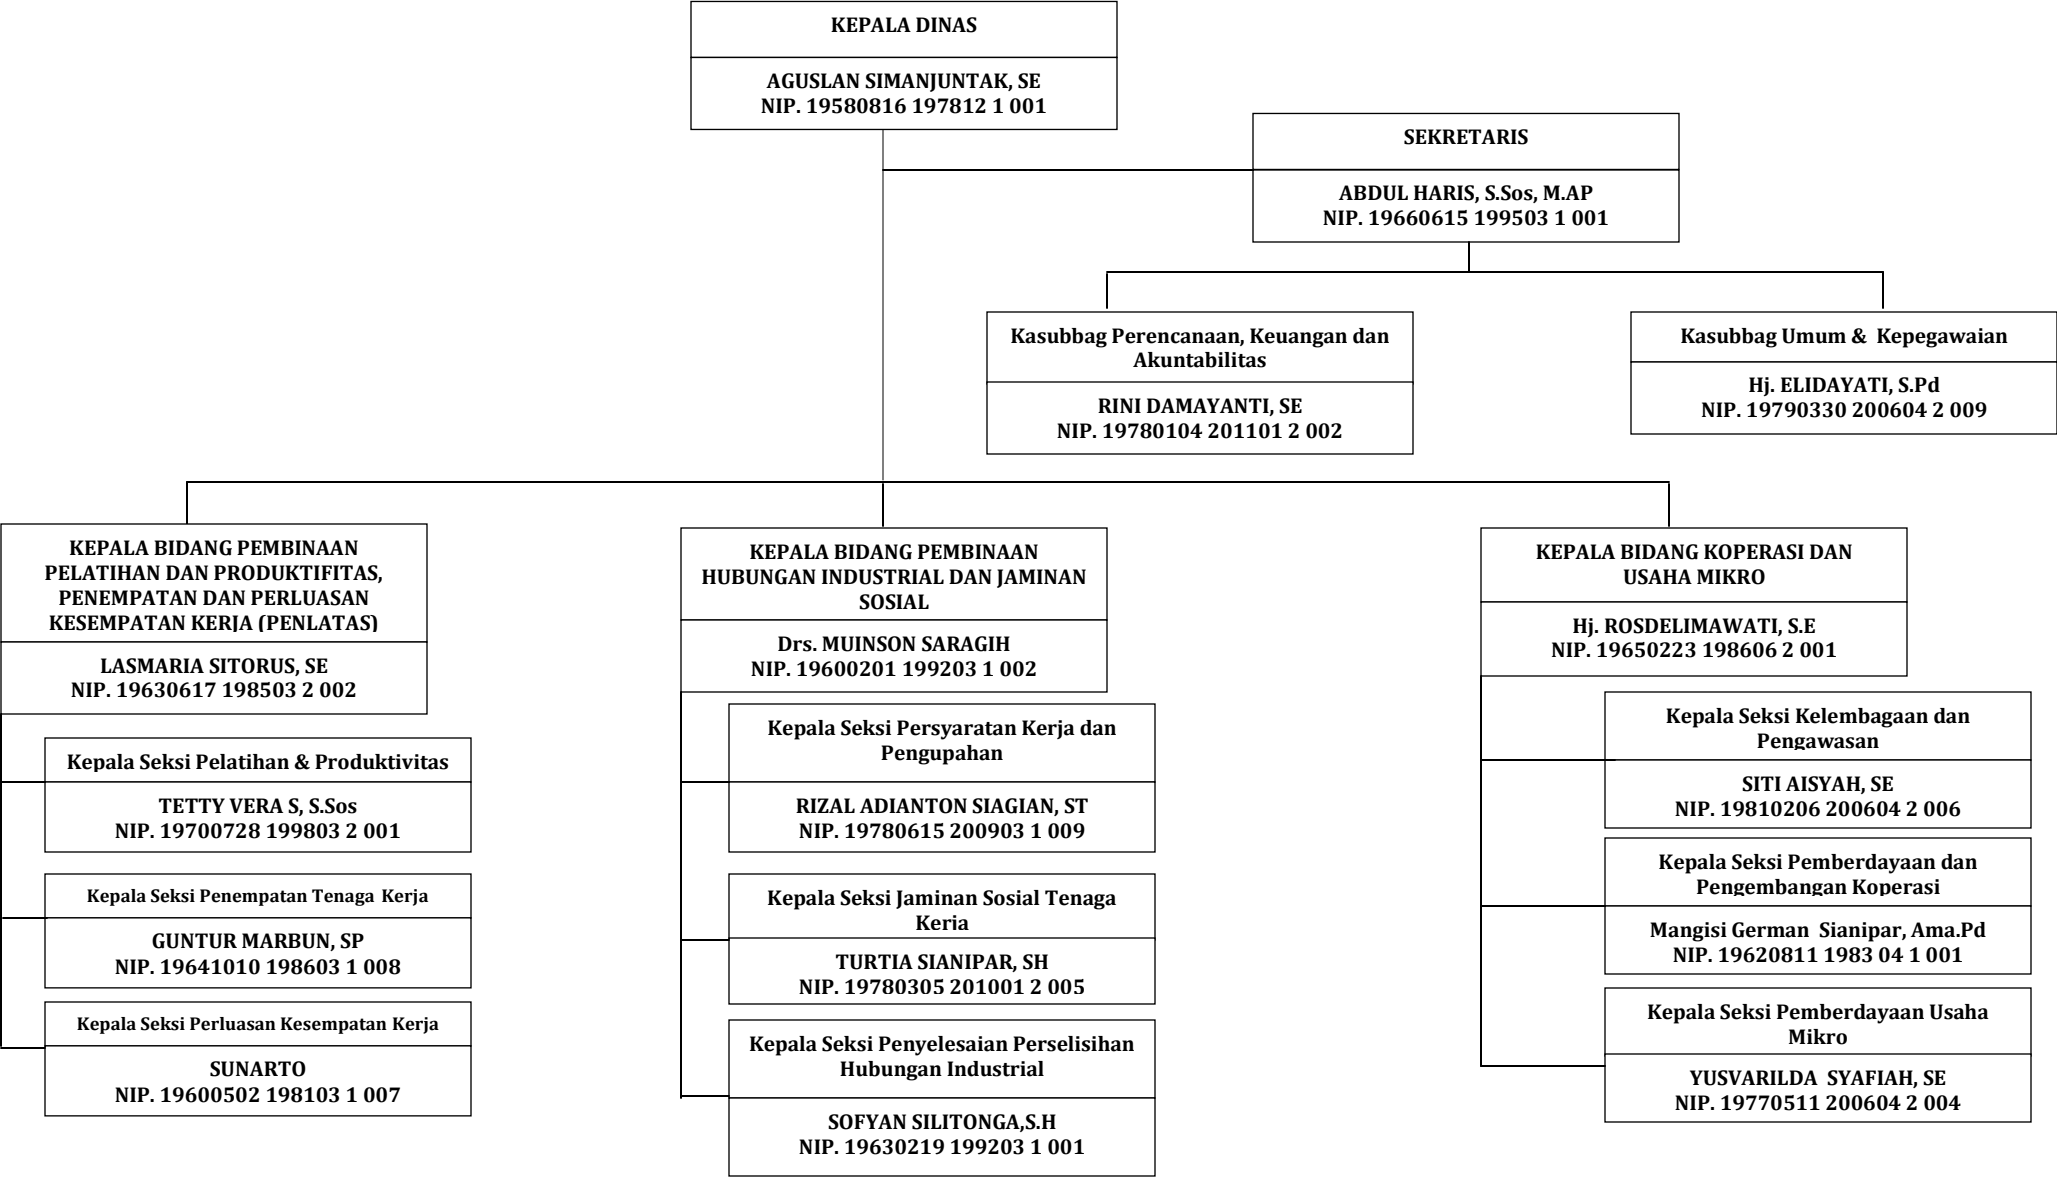 KEPALA DINAS
AGUSLAN SIMANJUNTAK, SE
NIP. 19580816 197812 1 001
SEKRETARIS
ABDUL HARIS, S.Sos, M.AP
NIP. 19660615 199503 1 001
Kasubbag Perencanaan, Keuangan dan
Akuntabilitas
RINI DAMAYANTI, SE
NIP. 19780104 201101 2 002
Kasubbag Umum & Kepegawaian
Hj. ELIDAYATI, S.Pd
NIP. 19790330 200604 2 009
KEPALA BIDANG PEMBINAAN
PELATIHAN DAN PRODUKTIFITAS,
PENEMPATAN DAN PERLUASAN
KESEMPATAN KERJA (PENLATAS)
LASMARIA SITORUS, SE
NIP. 19630617 198503 2 002
Kepala Seksi Pelatihan & Produktivitas
TETTY VERA S, S.Sos
NIP. 19700728 199803 2 001
Kepala Seksi Penempatan Tenaga Kerja
GUNTUR MARBUN, SP
NIP. 19641010 198603 1 008
Kepala Seksi Perluasan Kesempatan Kerja
SUNARTO
NIP. 19600502 198103 1 007
KEPALA BIDANG PEMBINAAN
HUBUNGAN INDUSTRIAL DAN JAMINAN
SOSIAL
Drs. MUINSON SARAGIH
NIP. 19600201 199203 1 002
Kepala Seksi Persyaratan Kerja dan
Pengupahan
RIZAL ADIANTON SIAGIAN, ST
NIP. 19780615 200903 1 009
Kepala Seksi Jaminan Sosial Tenaga
Kerja
TURTIA SIANIPAR, SH
NIP. 19780305 201001 2 005
Kepala Seksi Penyelesaian Perselisihan
Hubungan Industrial
SOFYAN SILITONGA,S.H
NIP. 19630219 199203 1 001
KEPALA BIDANG KOPERASI DAN
USAHA MIKRO
Hj. ROSDELIMAWATI, S.E
NIP. 19650223 198606 2 001
Kepala Seksi Kelembagaan dan
Pengawasan
SITI AISYAH, SE
NIP. 19810206 200604 2 006
Kepala Seksi Pemberdayaan dan
Pengembangan Koperasi
Mangisi German Sianipar, Ama.Pd
NIP. 19620811 1983 04 1 001
Kepala Seksi Pemberdayaan Usaha
Mikro
YUSVARILDA SYAFIAH, SE
NIP. 19770511 200604 2 004